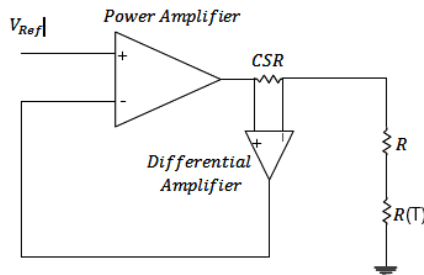 Power Amplifier
V_Ref|
+
-
CSR
+
-
Differential
Amplifier
R
R(T)